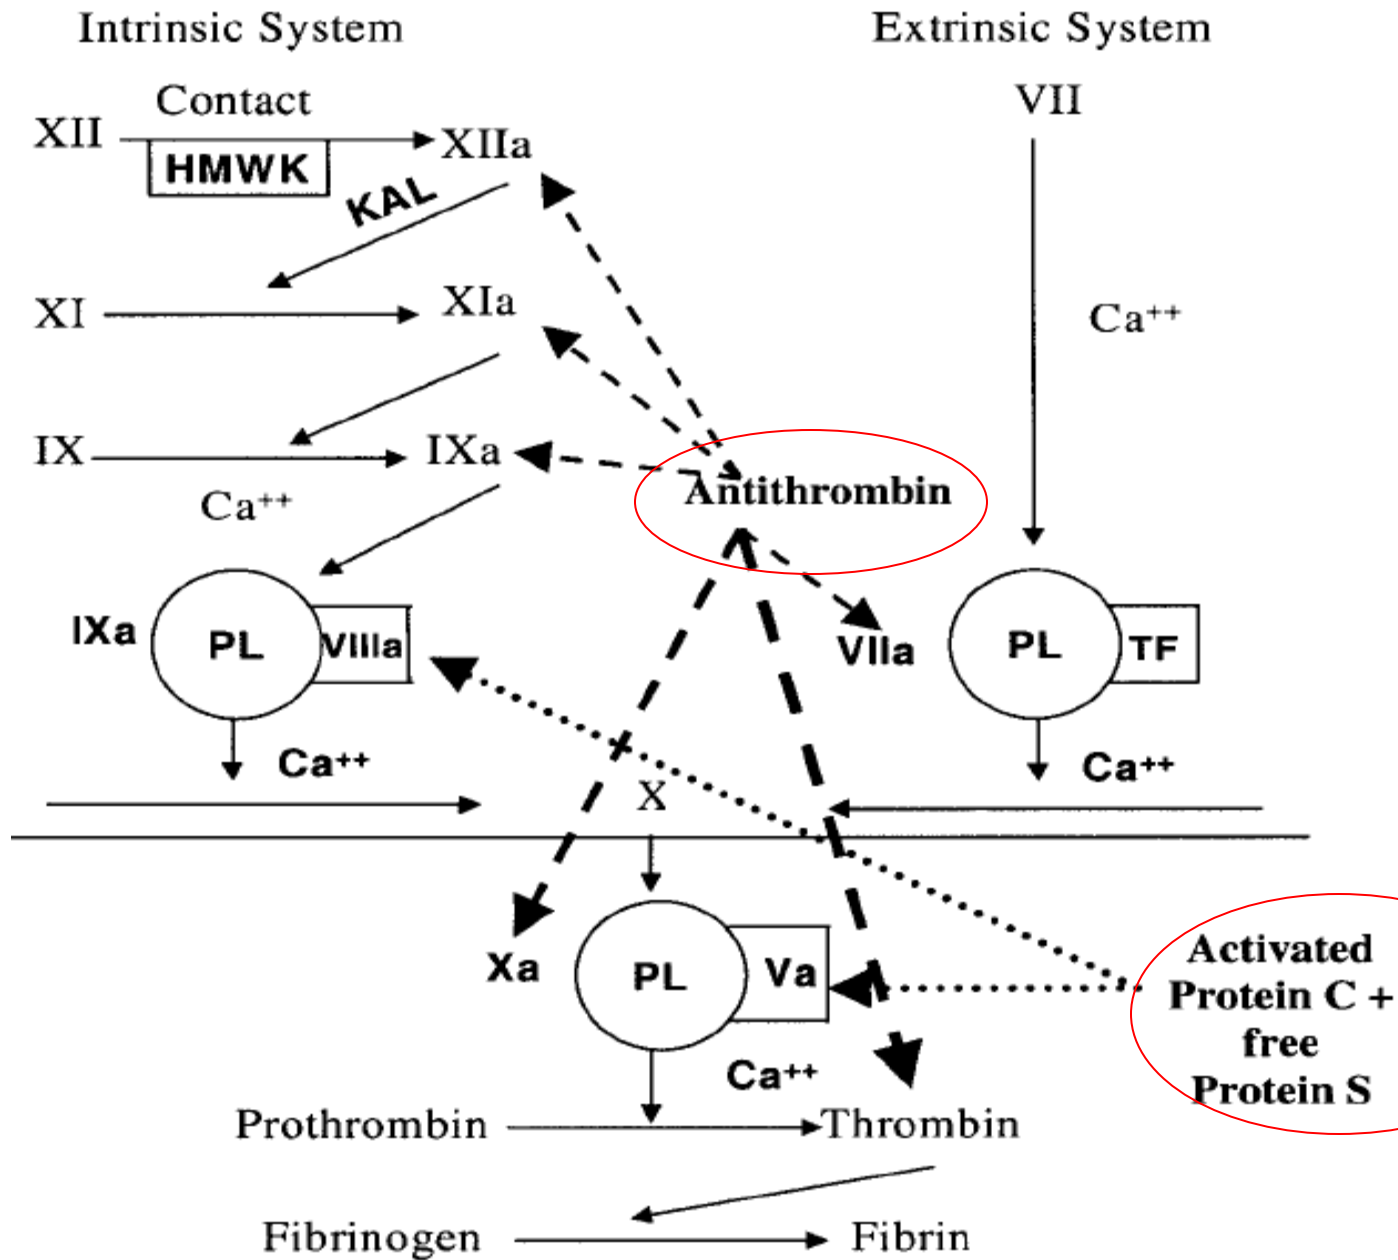 Intrinsic System
Extrinsic System
Contact
XII
HMWK
XIIa
VII
KAL
XI
XIa
Ca++
IX
IXa
Ca++
Antithrombin
IXa
PL
VIIIa
VIIa
PL
TF
Ca++
Ca++
X
Xa
PL
Va
Activated
Protein C +
free
Protein S
Ca++
Prothrombin
Thrombin
Fibrinogen
Fibrin